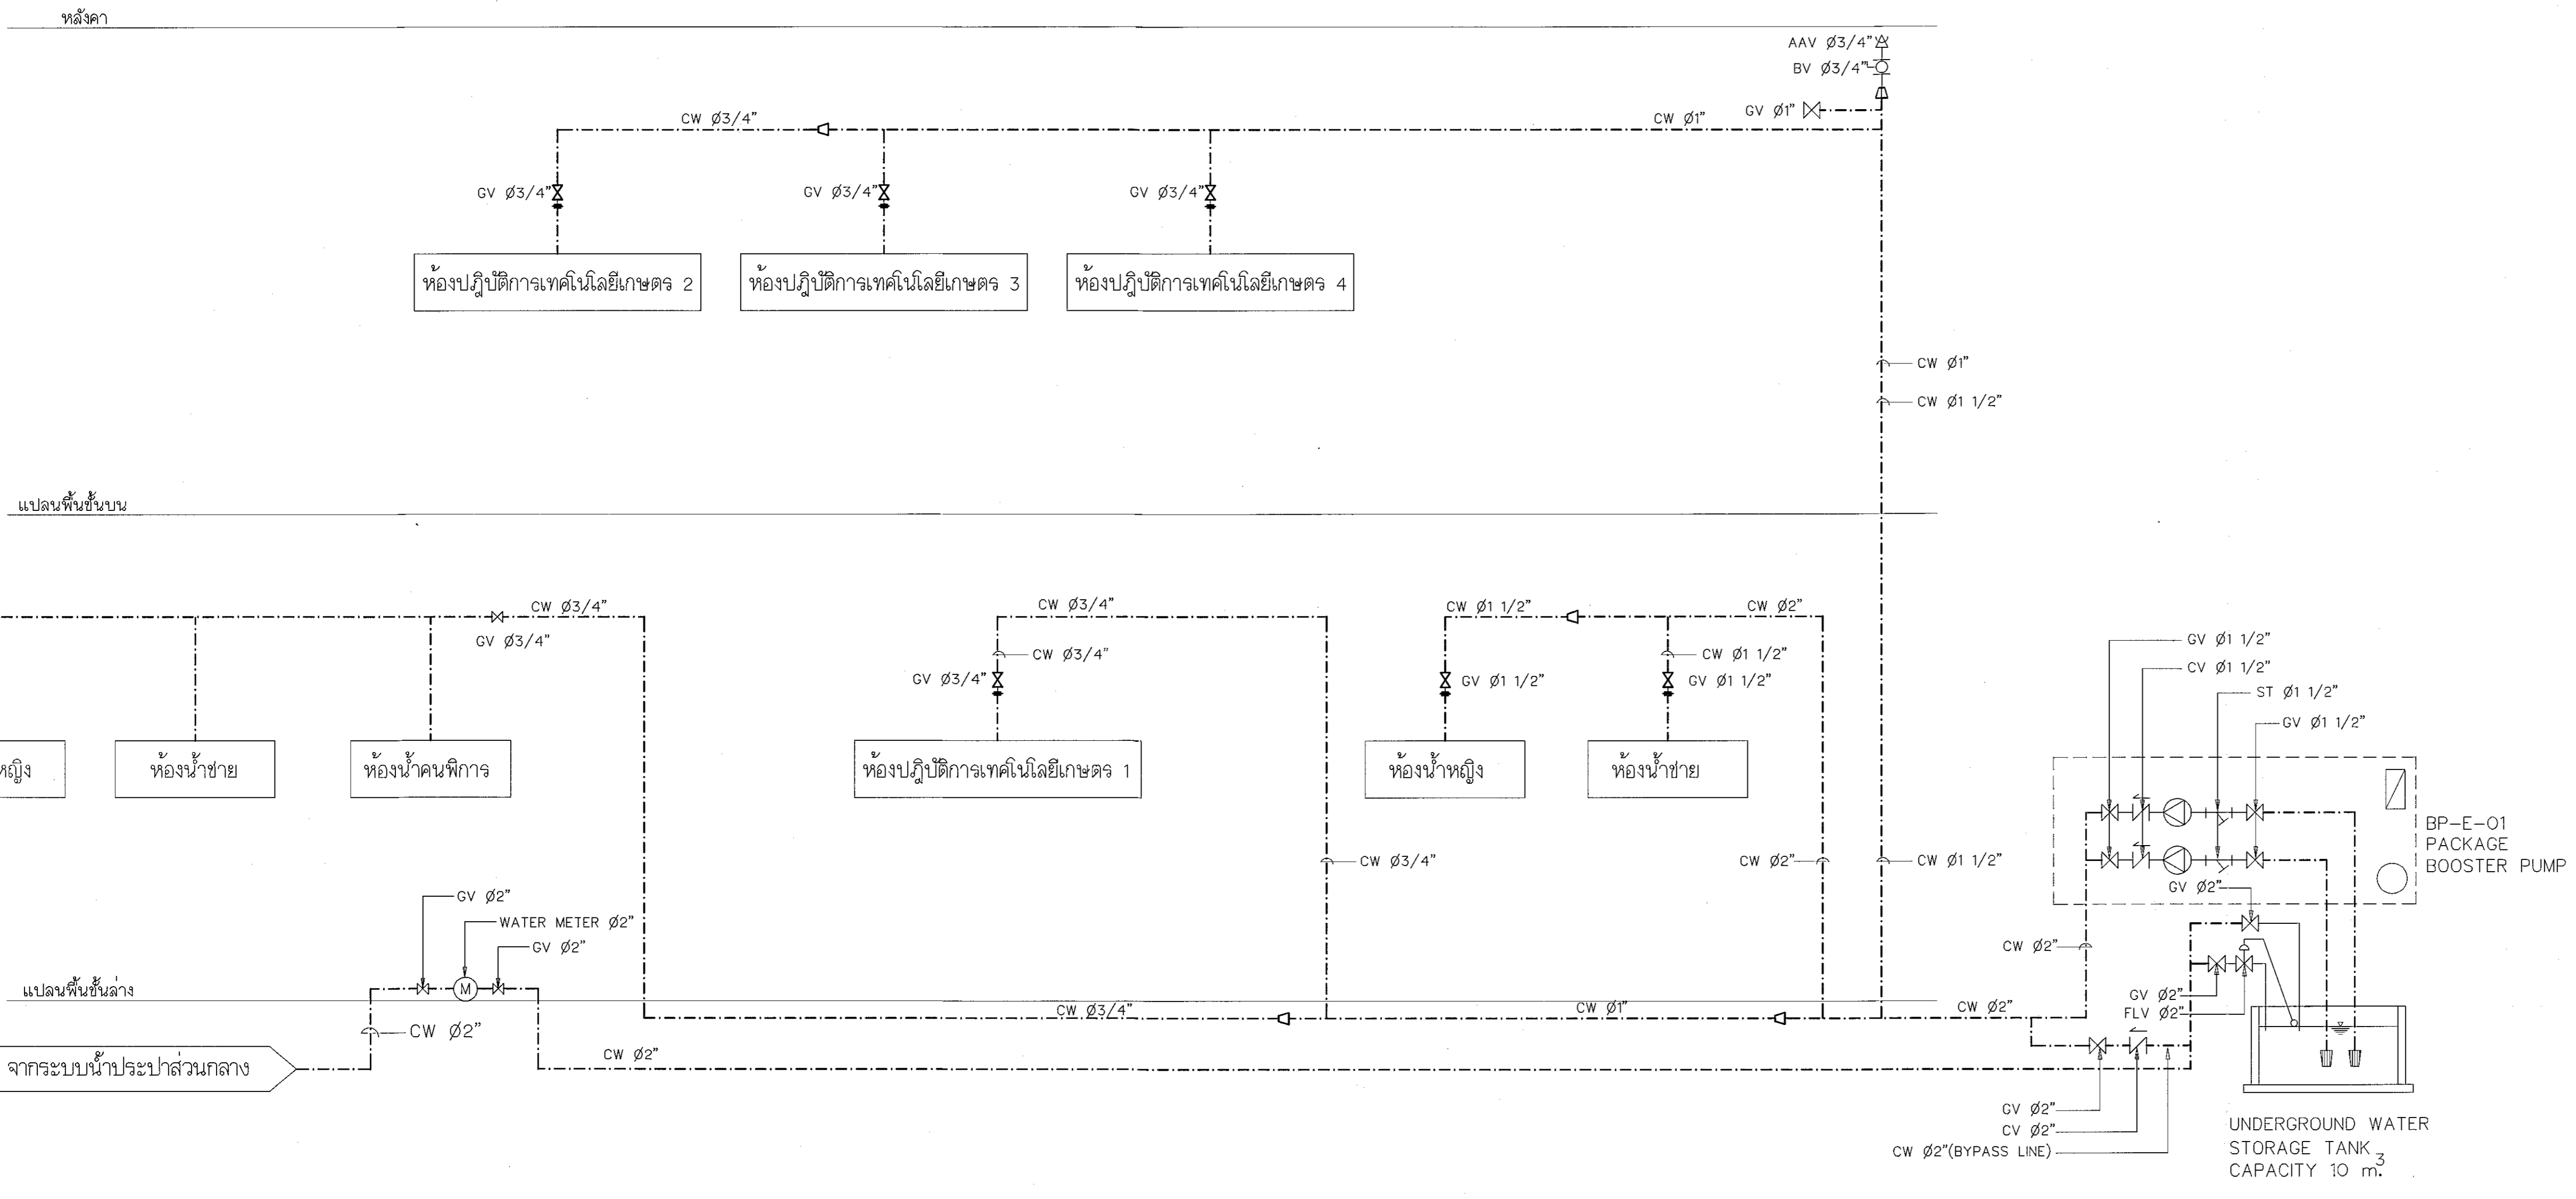 หลังคา
AAV Ø3/4"
BV Ø3/4"
GV Ø1"
CW Ø3/4"
CW Ø1"
GV Ø3/4"
GV Ø3/4"
GV Ø3/4"
ห้องปฎิบัติการเทคโนโลยีเกษตร 2
ห้องปฎิบัติการเทคโนโลยีเกษตร 3
ห้องปฎิบัติการเทคโนโลยีเกษตร 4
CW Ø1"
CW Ø1 1/2"
แปลนพื้นชั้นบน
CW Ø3/4"
GV Ø3/4"
CW Ø3/4"
CW Ø3/4"
GV Ø3/4"
CW Ø1 1/2"
CW Ø2"
CW Ø1 1/2"
GV Ø1 1/2"
GV Ø1 1/2"
GV Ø1 1/2"
CV Ø1 1/2"
ST Ø1 1/2"
GV Ø1 1/2"
หญิง
ห้องน้ำชาย
ห้องน้ำคนพิการ
ห้องปฎิบัติการเทคโนโลยีเกษตร 1
ห้องน้ำหญิง
ห้องน้ำชาย
BP-E-01
PACKAGE
BOOSTER PUMP
CW Ø3/4"
CW Ø2"
CW Ø1 1/2"
GV Ø2"
GV Ø2"
WATER METER Ø2"
GV Ø2"
M
CW Ø2"
แปลนพื้นชั้นล่าง
CW Ø2"
CW Ø3/4"
CW Ø1"
CW Ø2"
GV Ø2"
FLV Ø2"
จากระบบน้ำประปาส่วนกลาง
CW Ø2"
GV Ø2"
CV Ø2"
CW Ø2"(BYPASS LINE)
UNDERGROUND WATER
STORAGE TANK
CAPACITY 10 m.³